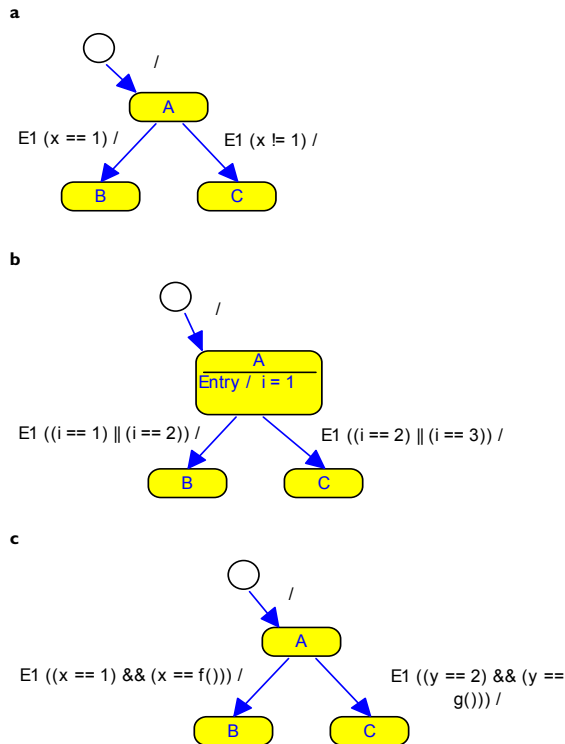 a
/
A
E1 (x == 1) /
E1 (x != 1) /
B
C
b
/
A
Entry / i = 1
E1 ((i == 1) || (i == 2)) /
E1 ((i == 2) || (i == 3)) /
B
C
c
/
A
E1 ((x == 1) && (x == f())) /
E1 ((y == 2) && (y ==
g())) /
B
C